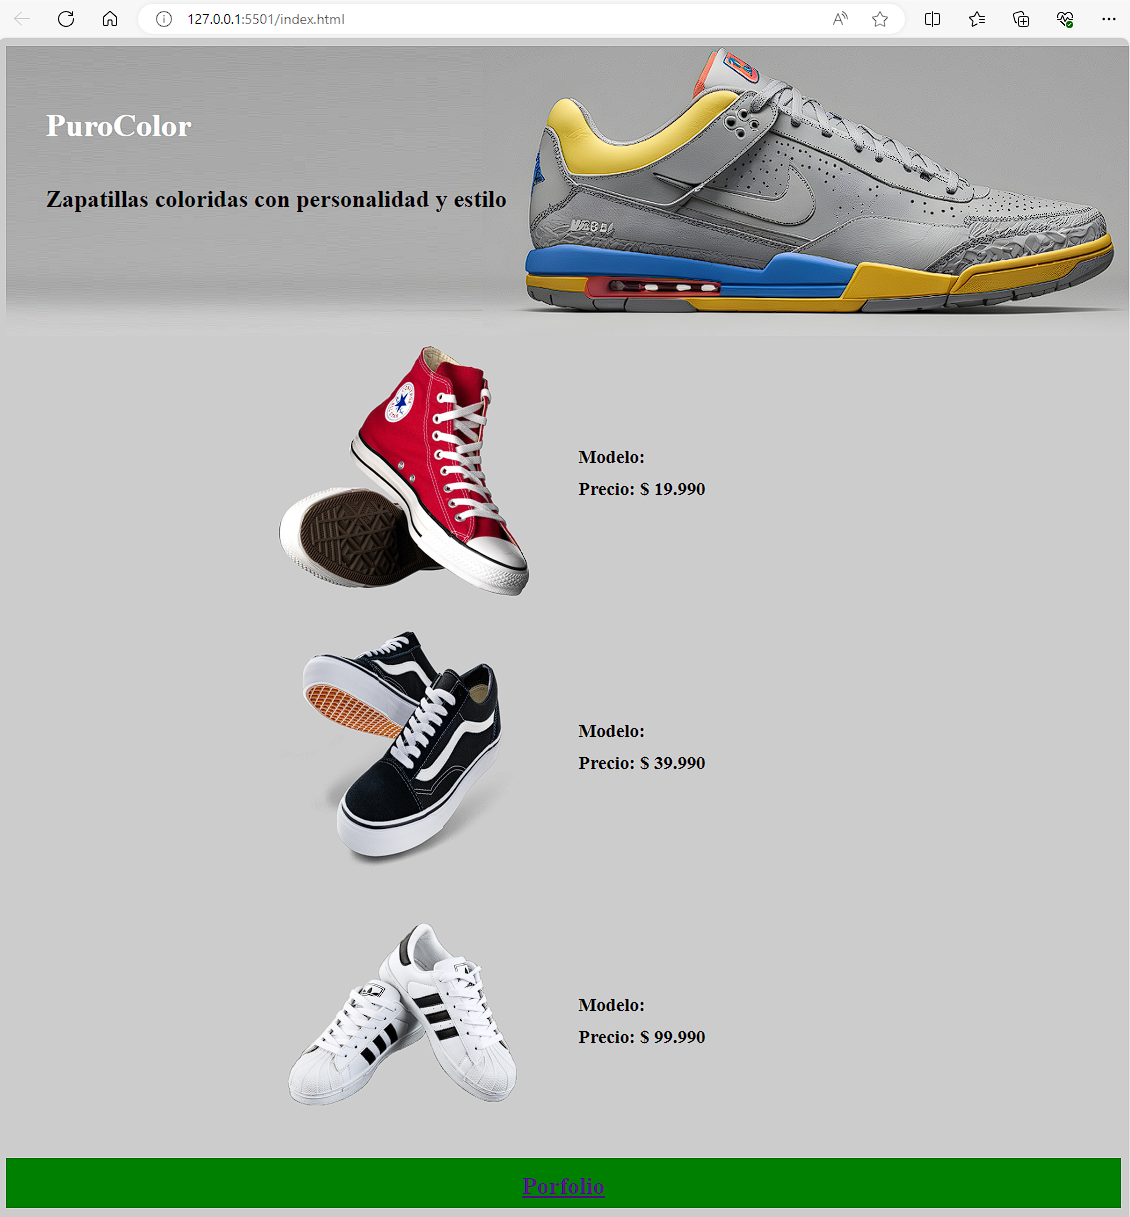 127.0.0.1:5501/index.html
PuroColor
Zapatillas coloridas con personalidad y estilo
Modelo:
Precio: $ 19.990
Modelo:
Precio: $ 39.990
Modelo:
Precio: $ 99.990
Porfolio